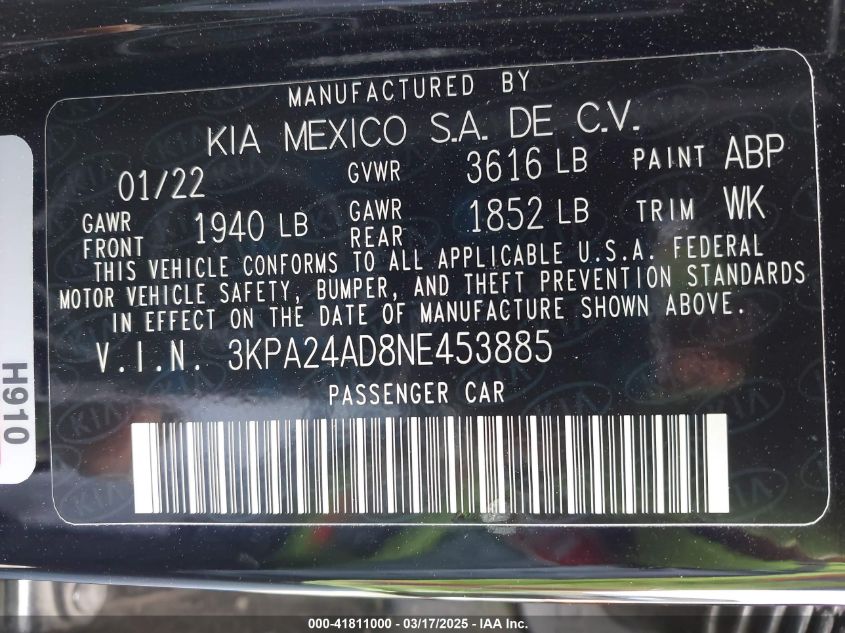 MANUFACTURED BY
KIA MEXICO S.A. DE C.V.
01/22 GVWR 3616 LB PAINT ABP
GAWR FRONT 1940 LB GAWR REAR 1852 LB TRIM WK
THIS VEHICLE CONFORMS TO ALL APPLICABLE U.S.A. FEDERAL
MOTOR VEHICLE SAFETY, BUMPER, AND THEFT PREVENTION STANDARDS
IN EFFECT ON THE DATE OF MANUFACTURE SHOWN ABOVE.
V.I.N. 3KPA24AD8NE453885
PASSENGER CAR
H910
000-41811000 - 03/17/2025 - IAA Inc.